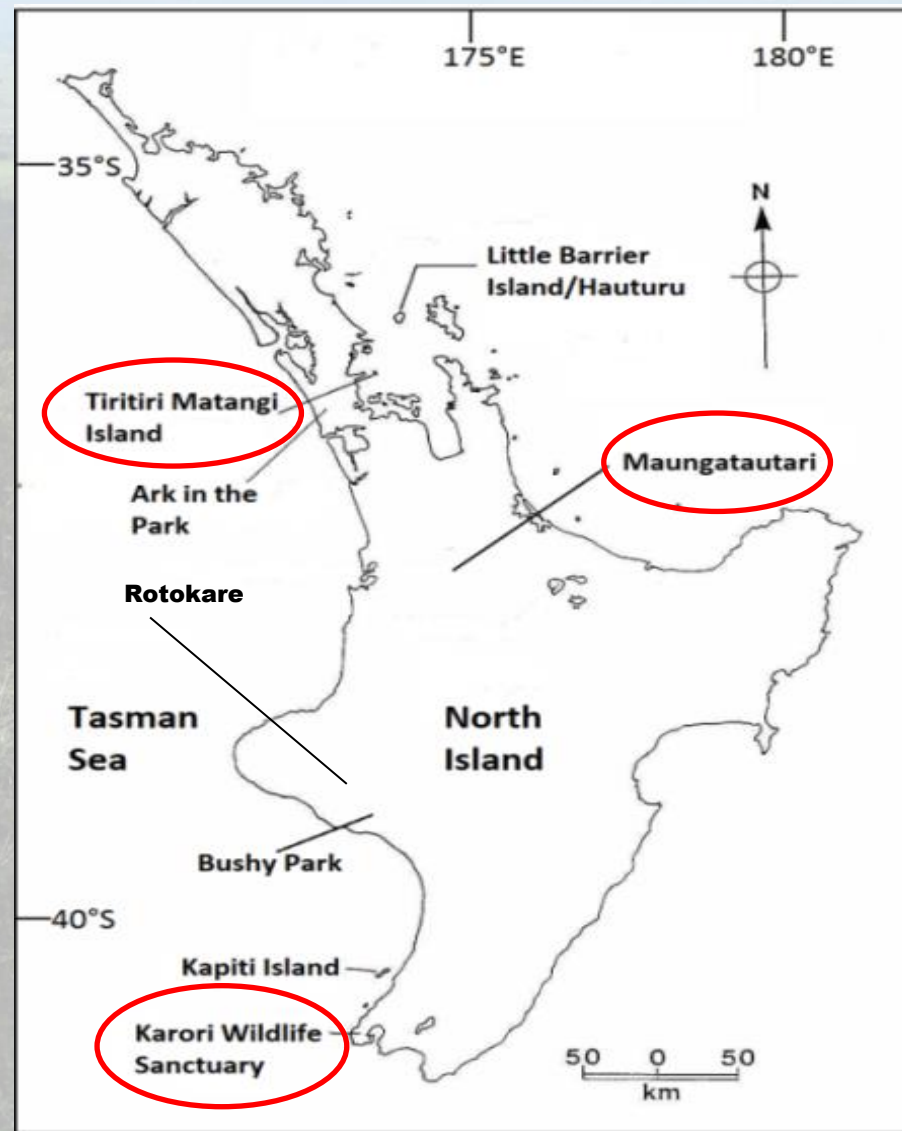 175°E
180°E
35°S
N
Little Barrier
Island/Hauturu
Tiritiri Matangi
Island
Maungatautari
Ark in the
Park
Rotokare
Tasman
Sea
North
Island
Bushy Park
40°S
Kapiti Island
Karori Wildlife
Sanctuary
50 0 50
km